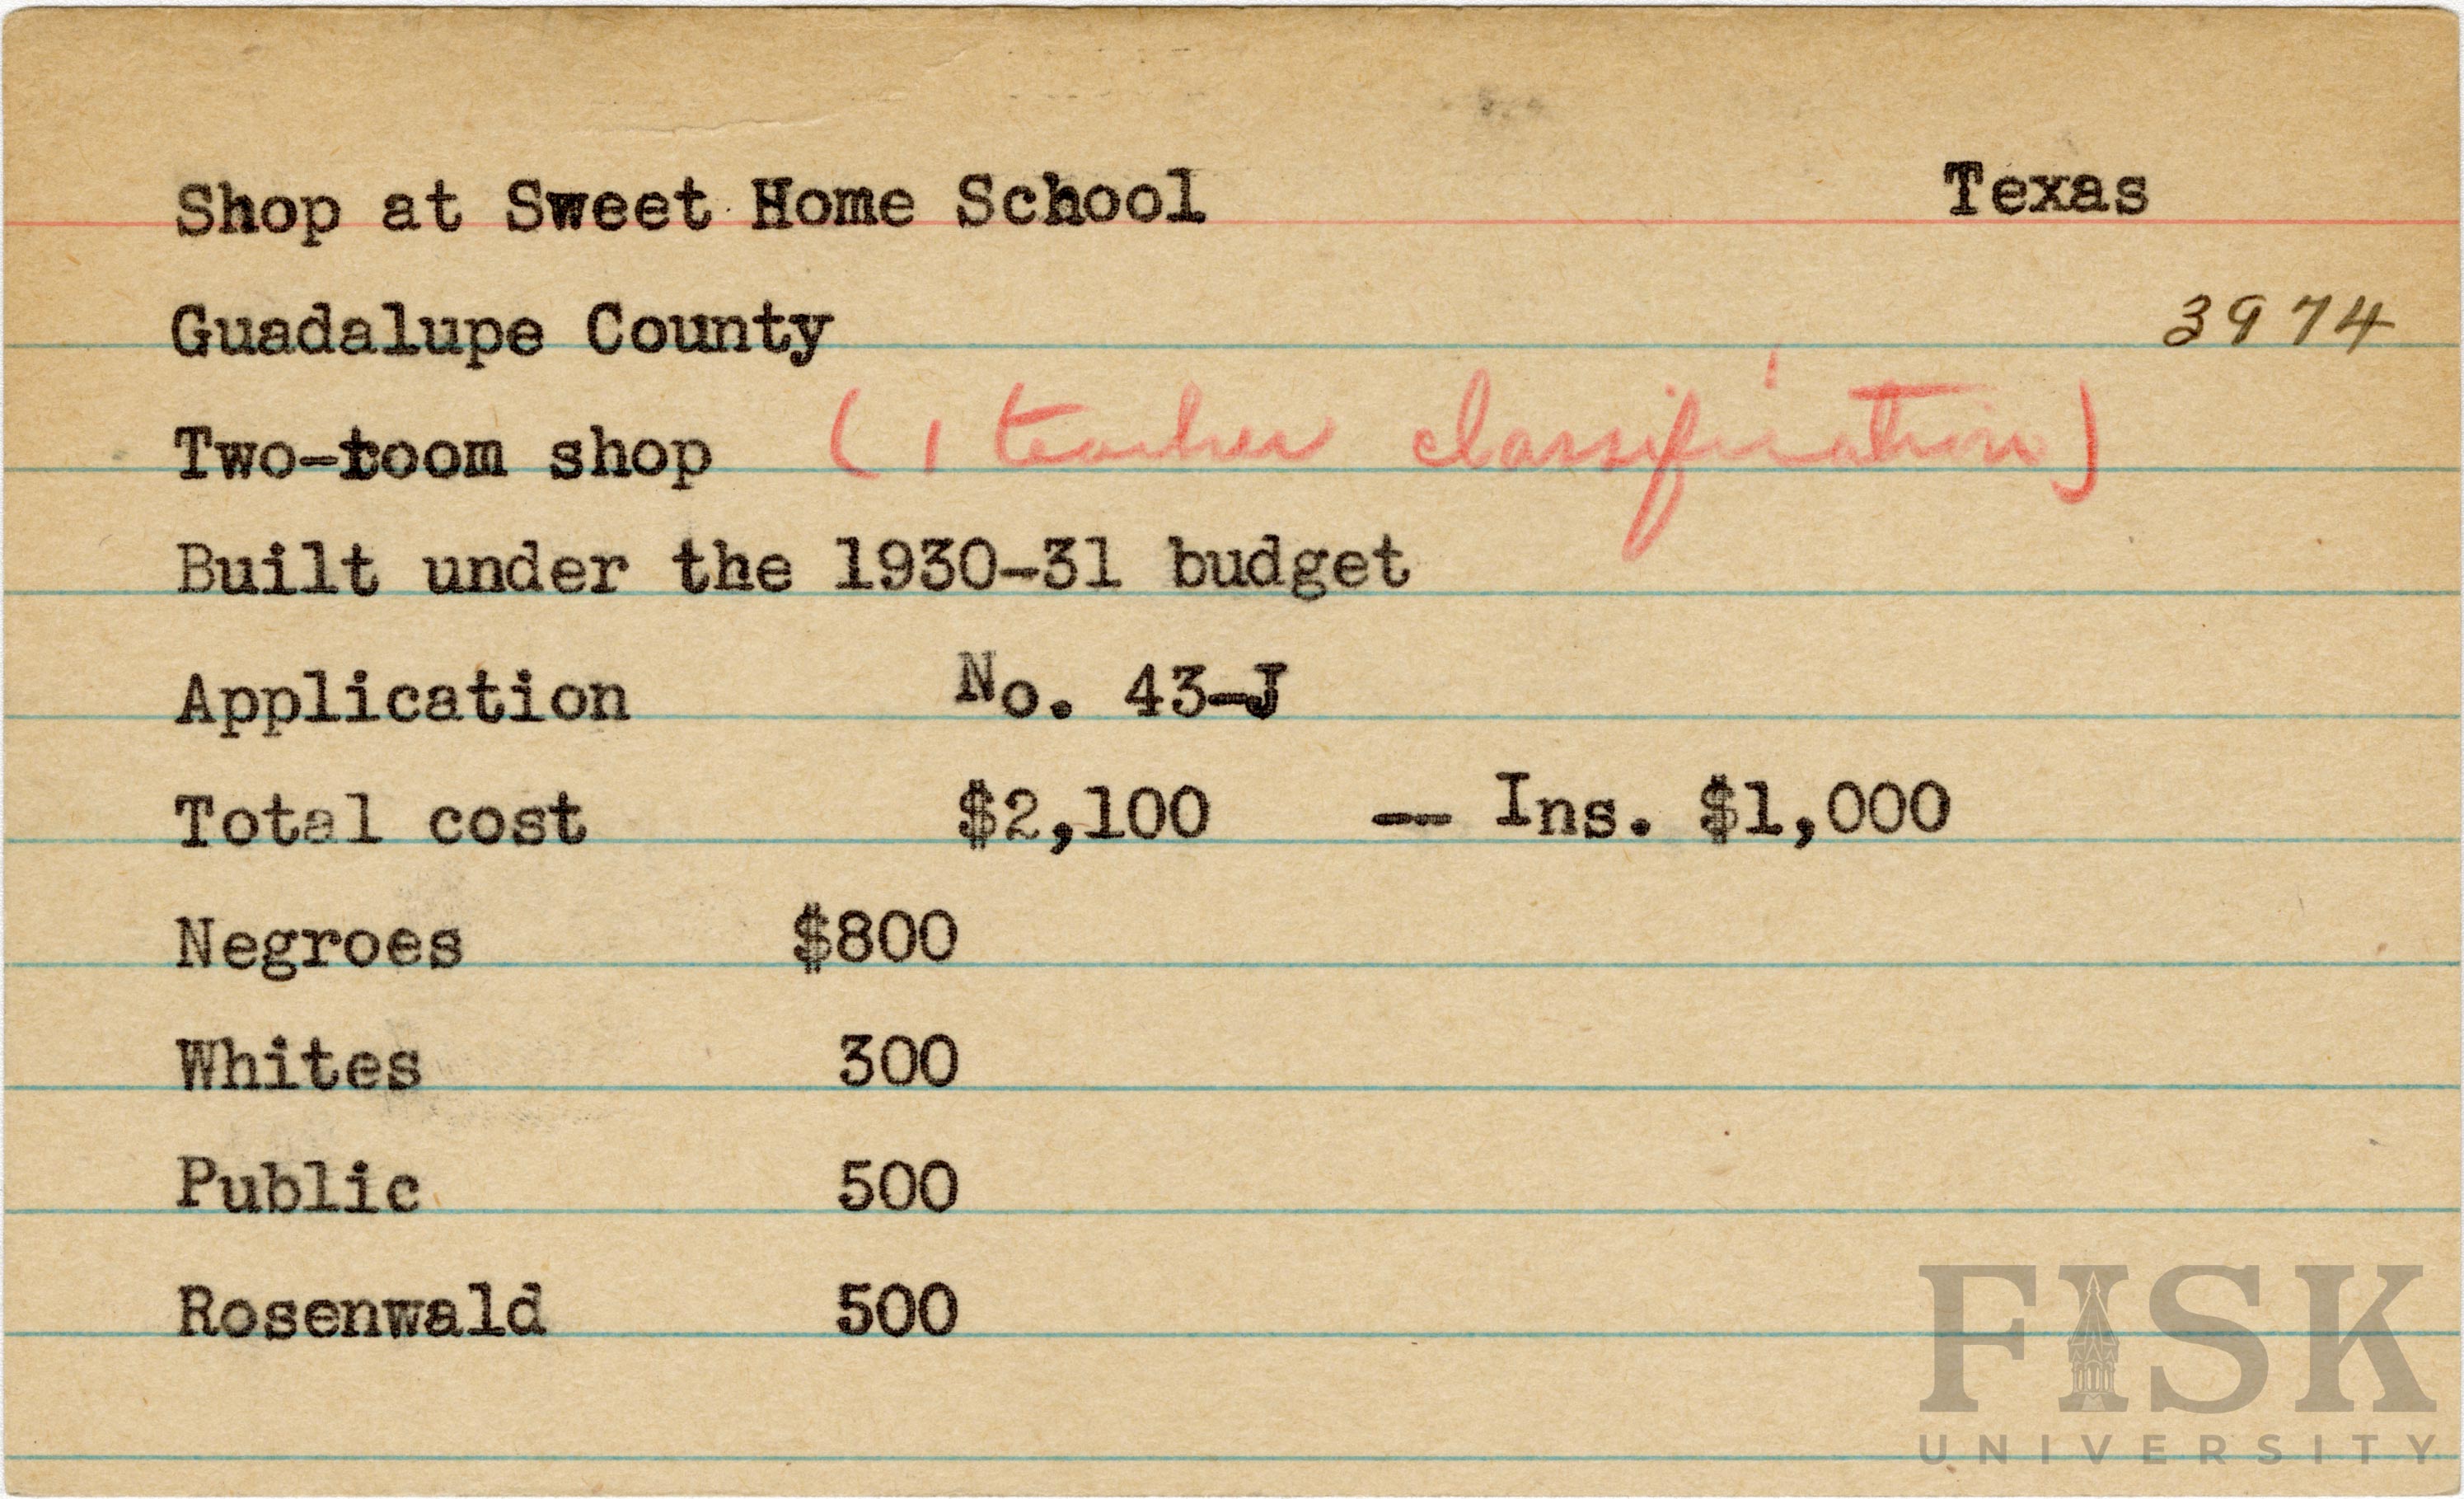 Shop at Sweet Home School Texas
Guadalupe County 3974
Two-room shop (1 teacher classification)
Built under the 1930-31 budget
Application No. 43-J
Total cost $2,100 -- Ins. $1,000
Negroes $800
Whites 300
Public 500
Rosenwald 500
FISK
UNIVERSITY